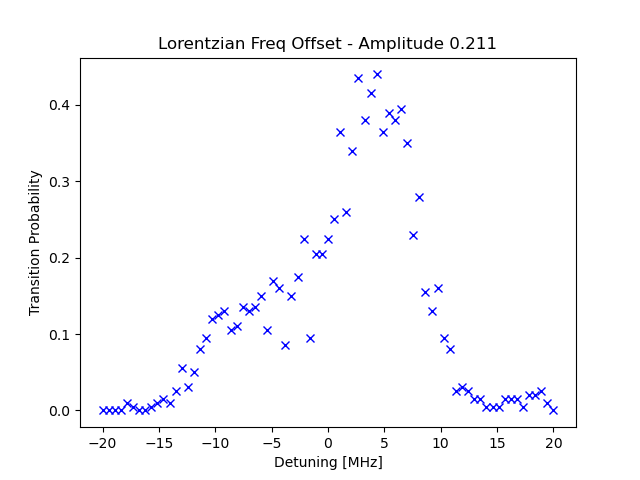 Lorentzian Freq Offset - Amplitude 0.211
Transition Probability
0.4
0.3
0.2
0.1
0.0
−20 −15 −10 −5 0 5 10 15 20
Detuning [MHz]